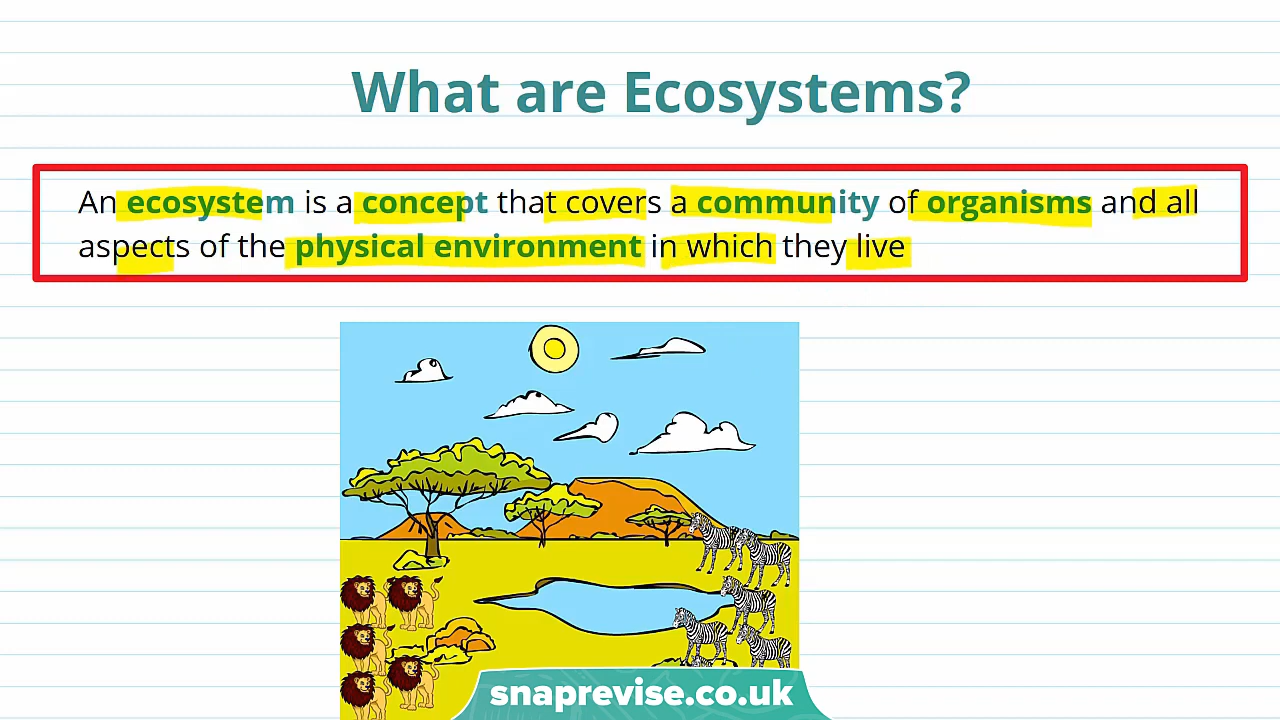 What are Ecosystems?
An ecosystem is a concept that covers a community of organisms and all
aspects of the physical environment in which they live
snaprevise.co.uk